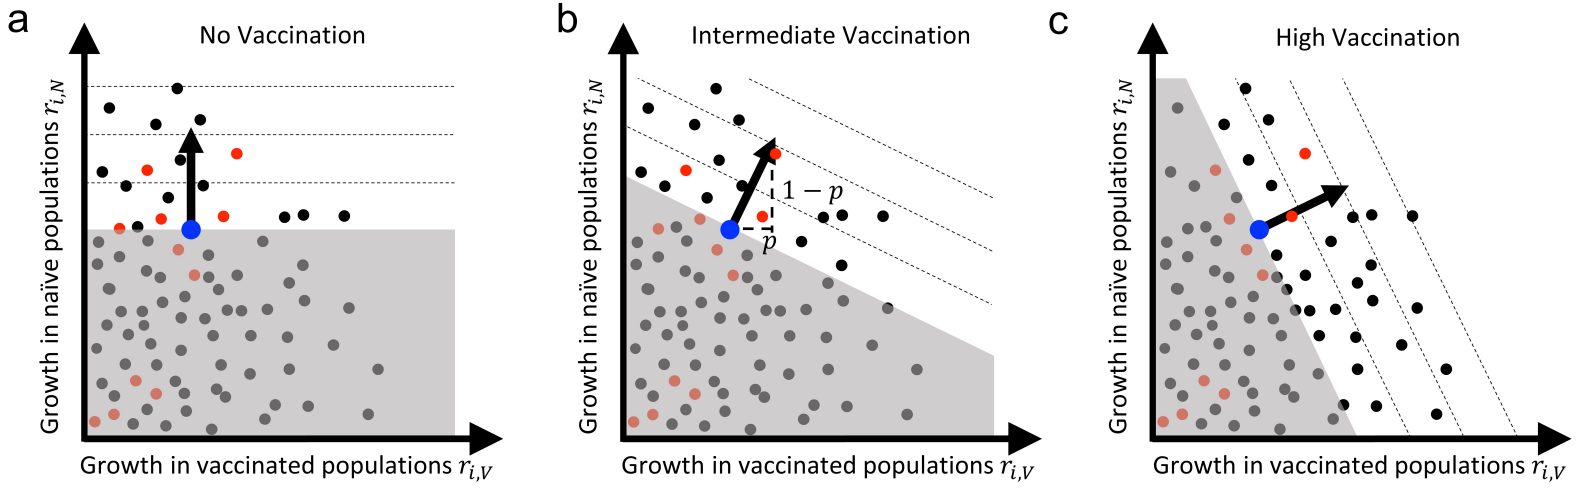 a
No Vaccination
Growth in naïve populations r_{i,N}
Growth in vaccinated populations r_{i,V}
b
Intermediate Vaccination
Growth in naïve populations r_{i,N}
1 − p
p
Growth in vaccinated populations r_{i,V}
c
High Vaccination
Growth in naïve populations r_{i,N}
Growth in vaccinated populations r_{i,V}